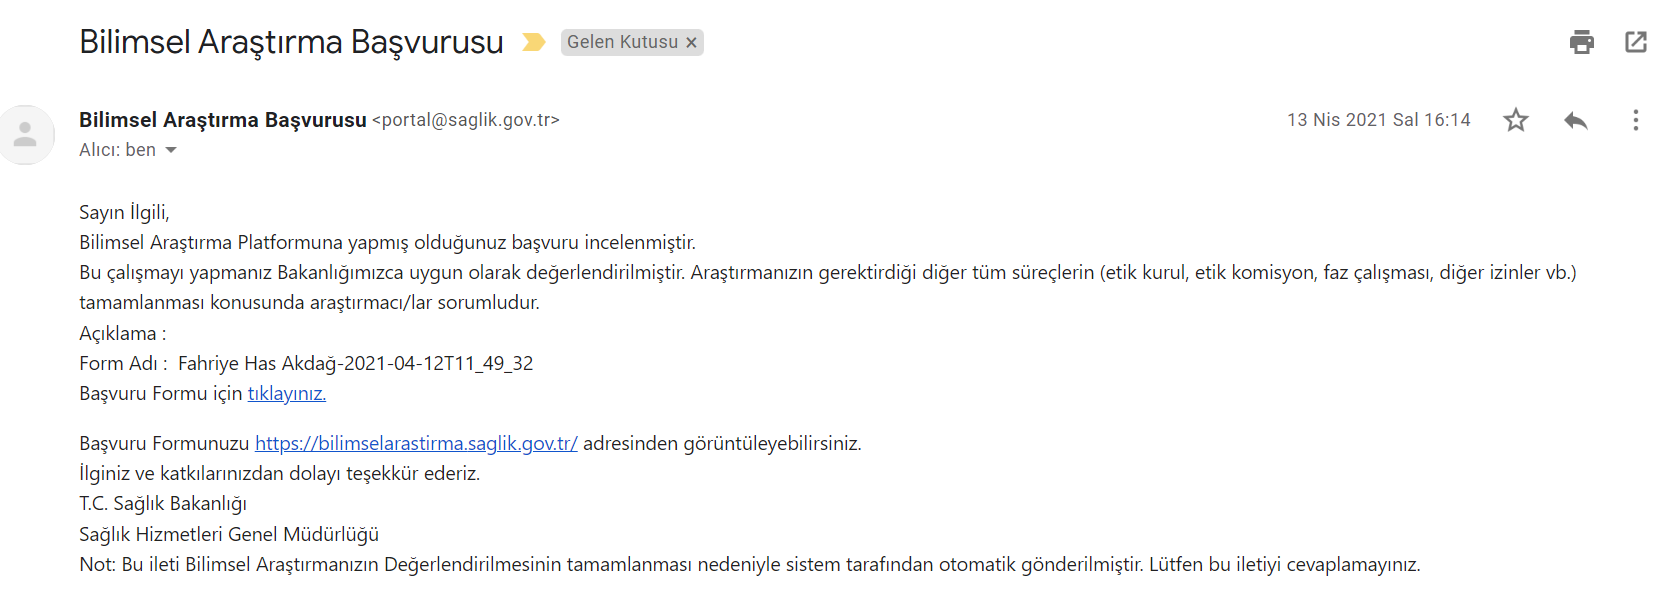 Bilimsel Araştırma Başvurusu Gelen Kutusu ×
Bilimsel Araştırma Başvurusu <portal@saglik.gov.tr> 13 Nis 2021 Sal 16:14
Alıcı: ben
Sayın İlgili,
Bilimsel Araştırma Platformuna yapmış olduğunuz başvuru incelenmiştir.
Bu çalışmayı yapmanız Bakanlığımızca uygun olarak değerlendirilmiştir. Araştırmanızın gerektirdiği diğer tüm süreçlerin (etik kurul, etik komisyon, faz çalışması, diğer izinler vb.)
tamamlanması konusunda araştırmacı/lar sorumludur.
Açıklama :
Form Adı :  Fahriye Has Akdağ-2021-04-12T11_49_32
Başvuru Formu için tıklayınız.
Başvuru Formunuzu https://bilimselarastirma.saglik.gov.tr/ adresinden görüntüleyebilirsiniz.
İlginiz ve katkılarınızdan dolayı teşekkür ederiz.
T.C. Sağlık Bakanlığı
Sağlık Hizmetleri Genel Müdürlüğü
Not: Bu ileti Bilimsel Araştırmanızın Değerlendirilmesinin tamamlanması nedeniyle sistem tarafından otomatik gönderilmiştir. Lütfen bu iletiyi cevaplamayınız.